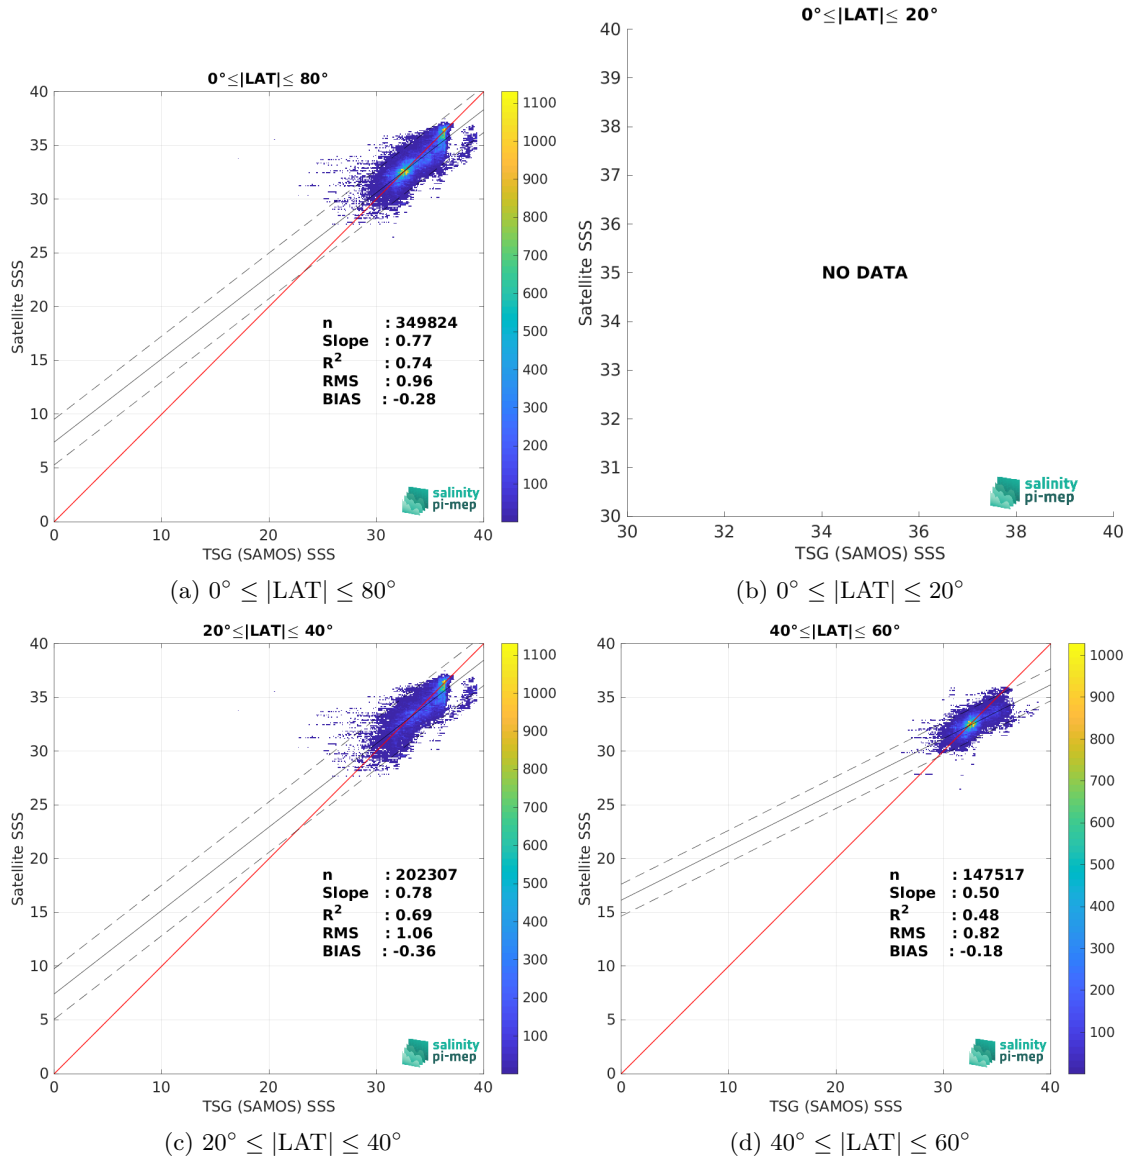 0°≤|LAT|≤ 80°
40
35
30
25
20
15
10
5
0
Satellite SSS
n : 349824
Slope : 0.77
R² : 0.74
RMS : 0.96
BIAS : -0.28
salinity
pi-mep
0 10 20 30 40
TSG (SAMOS) SSS
1100
1000
900
800
700
600
500
400
300
200
100
(a) 0° ≤ |LAT| ≤ 80°
0°≤|LAT|≤ 20°
40
39
38
37
36
35
34
33
32
31
30
Satellite SSS
NO DATA
salinity
pi-mep
30 32 34 36 38 40
TSG (SAMOS) SSS
(b) 0° ≤ |LAT| ≤ 20°
20°≤|LAT|≤ 40°
40
35
30
25
20
15
10
5
0
Satellite SSS
n : 202307
Slope : 0.78
R² : 0.69
RMS : 1.06
BIAS : -0.36
salinity
pi-mep
0 10 20 30 40
TSG (SAMOS) SSS
1100
1000
900
800
700
600
500
400
300
200
100
(c) 20° ≤ |LAT| ≤ 40°
40°≤|LAT|≤ 60°
40
35
30
25
20
15
10
5
0
Satellite SSS
n : 147517
Slope : 0.50
R² : 0.48
RMS : 0.82
BIAS : -0.18
salinity
pi-mep
0 10 20 30 40
TSG (SAMOS) SSS
1000
900
800
700
600
500
400
300
200
100
(d) 40° ≤ |LAT| ≤ 60°